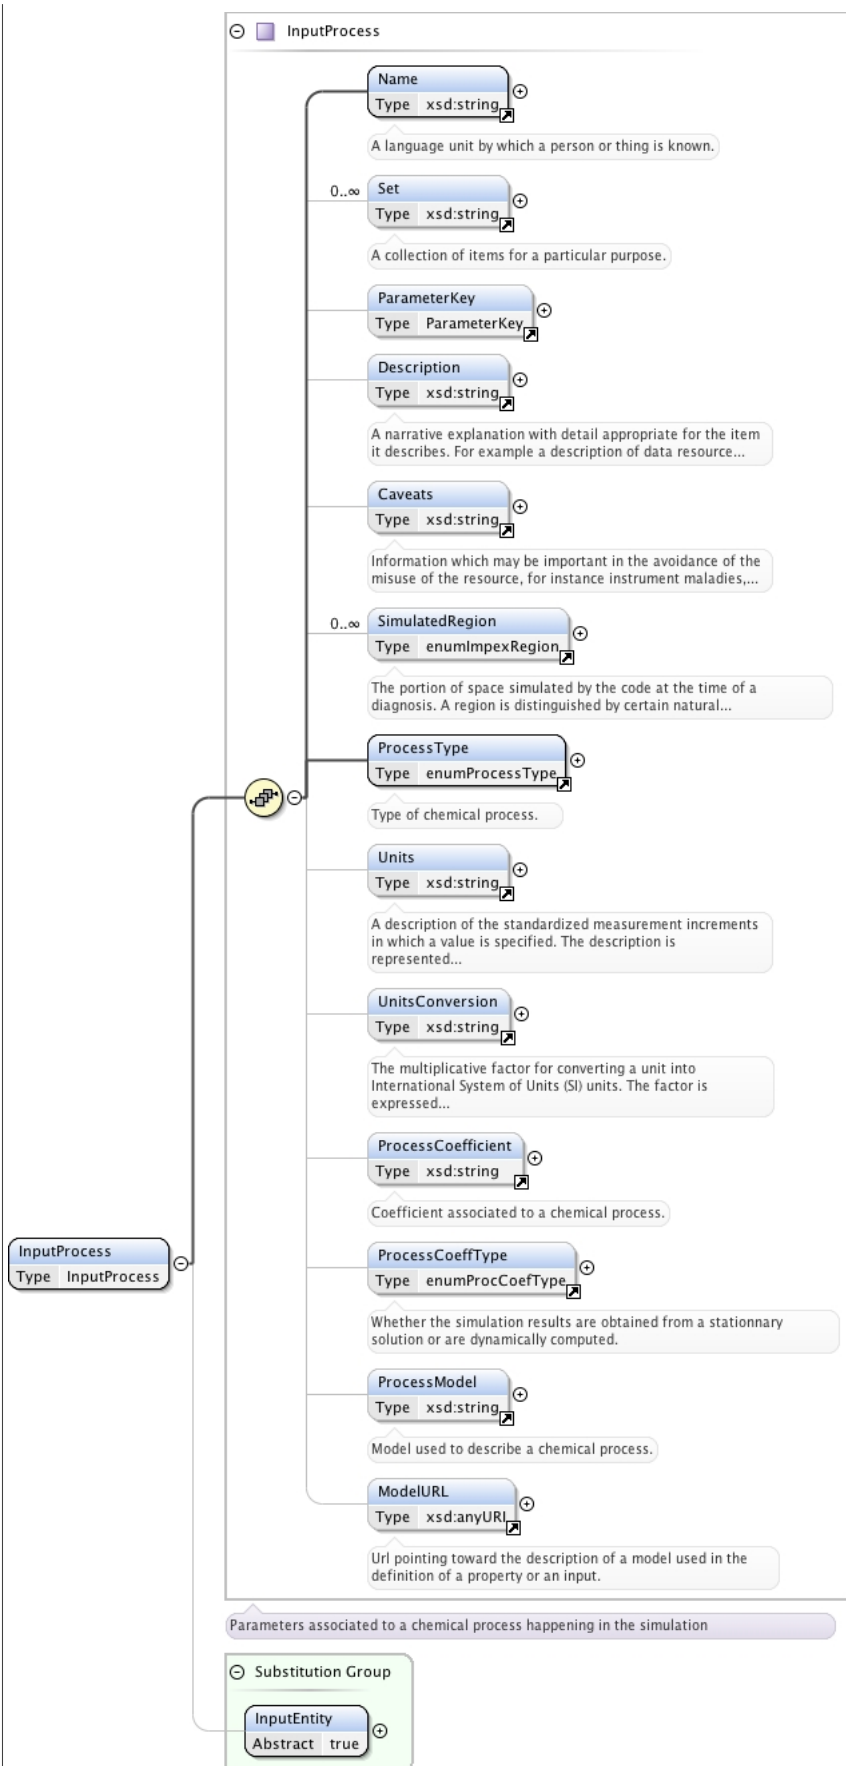 InputProcess
Name
Type xsd:string
A language unit by which a person or thing is known.
0..∞
Set
Type xsd:string
A collection of items for a particular purpose.
ParameterKey
Type ParameterKey
Description
Type xsd:string
A narrative explanation with detail appropriate for the item
it describes. For example a description of data resource...
Caveats
Type xsd:string
Information which may be important in the avoidance of the
misuse of the resource, for instance instrument maladies,...
0..∞
SimulatedRegion
Type enumImpexRegion
The portion of space simulated by the code at the time of a
diagnosis. A region is distinguished by certain natural...
ProcessType
Type enumProcessType
Type of chemical process.
Units
Type xsd:string
A description of the standardized measurement increments
in which a value is specified. The description is
represented...
UnitsConversion
Type xsd:string
The multiplicative factor for converting a unit into
International System of Units (SI) units. The factor is
expressed...
ProcessCoefficient
Type xsd:string
Coefficient associated to a chemical process.
InputProcess
Type InputProcess
ProcessCoeffType
Type enumProcCoefType
Whether the simulation results are obtained from a stationnary
solution or are dynamically computed.
ProcessModel
Type xsd:string
Model used to describe a chemical process.
ModelURL
Type xsd:anyURI
Url pointing toward the description of a model used in the
definition of a property or an input.
Parameters associated to a chemical process happening in the simulation
Substitution Group
InputEntity
Abstract true